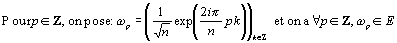 Pour p ∈ Z, on pose: ω_p = ( 1/√n exp( 2iπ/n pk ) )_{k∈Z} et on a ∀p ∈ Z, ω_p ∈ E